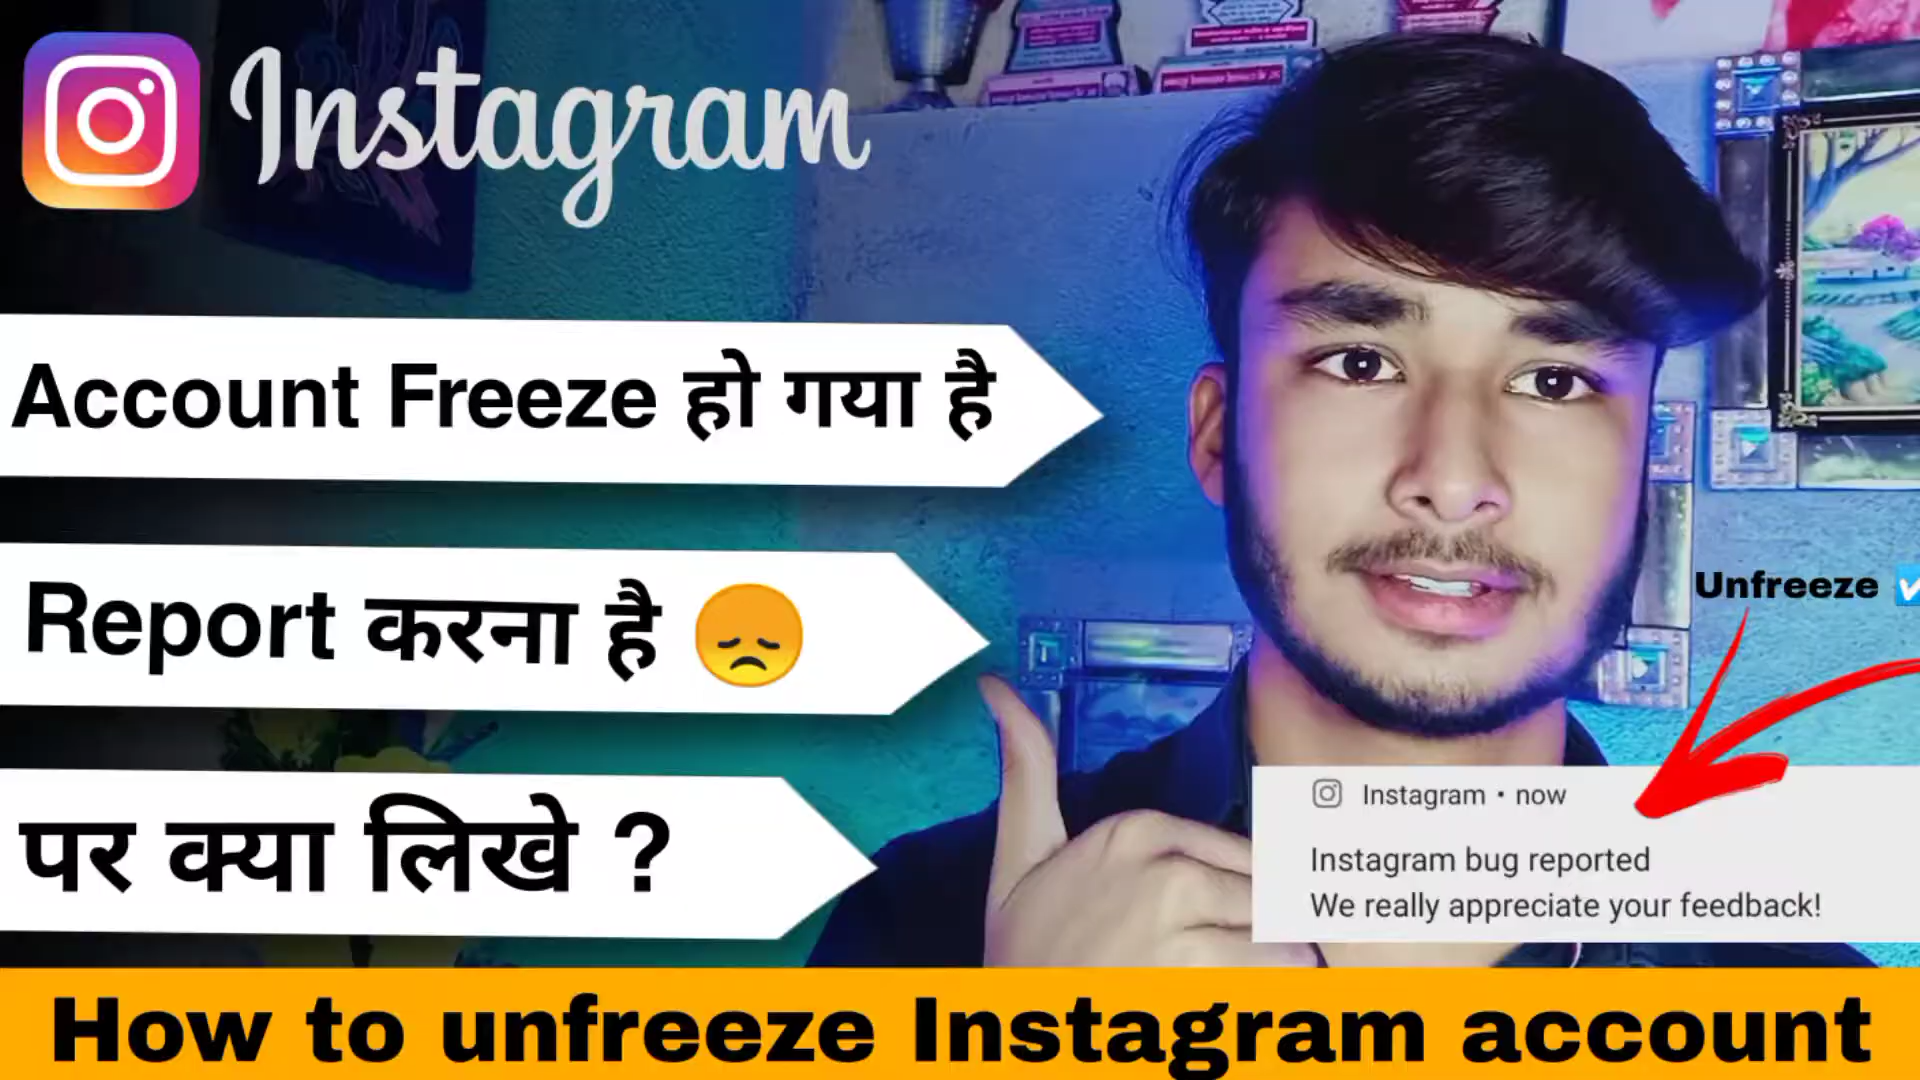 Instagram
Account Freeze हो गया है
Report करना है 😞
पर क्या लिखे ?
Unfreeze ☑
Instagram • now
Instagram bug reported
We really appreciate your feedback!
How to unfreeze Instagram account